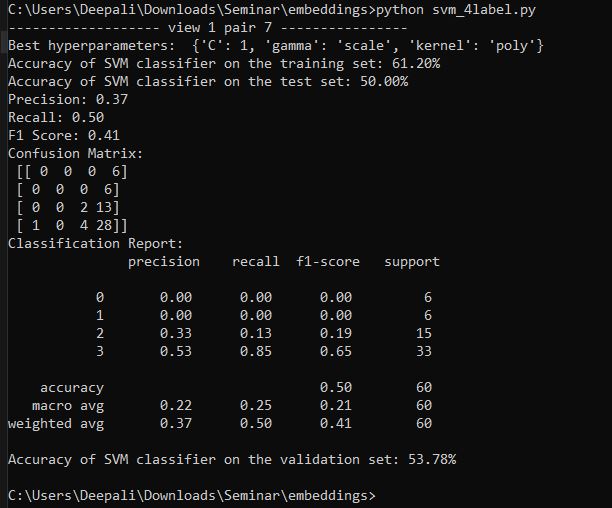 C:\Users\Deepali\Downloads\Seminar\embeddings>python svm_4label.py
------------------- view 1 pair 7 ----------------
Best hyperparameters:  {'C': 1, 'gamma': 'scale', 'kernel': 'poly'}
Accuracy of SVM classifier on the training set: 61.20%
Accuracy of SVM classifier on the test set: 50.00%
Precision: 0.37
Recall: 0.50
F1 Score: 0.41
Confusion Matrix:
[[ 0  0  0  6]
[ 0  0  0  6]
[ 0  0  2 13]
[ 1  0  4 28]]
Classification Report:
precision    recall  f1-score   support
0       0.00      0.00      0.00         6
1       0.00      0.00      0.00         6
2       0.33      0.13      0.19        15
3       0.53      0.85      0.65        33
accuracy                           0.50        60
macro avg       0.22      0.25      0.21        60
weighted avg       0.37      0.50      0.41        60
Accuracy of SVM classifier on the validation set: 53.78%
C:\Users\Deepali\Downloads\Seminar\embeddings>